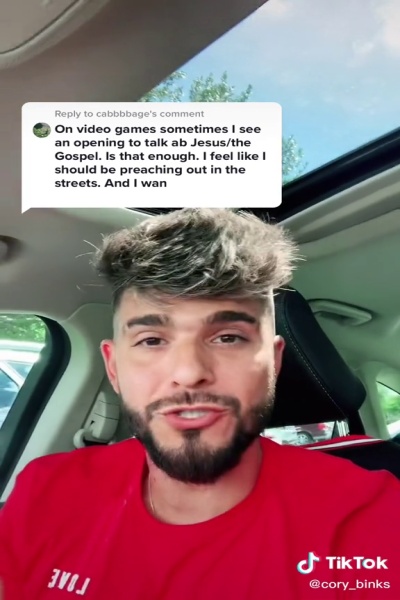 Reply to cabbbbage's comment
On video games sometimes I see
an opening to talk ab Jesus/the
Gospel. Is that enough. I feel like I
should be preaching out in the
streets. And I wan
LOVE
TikTok
@cory_binks